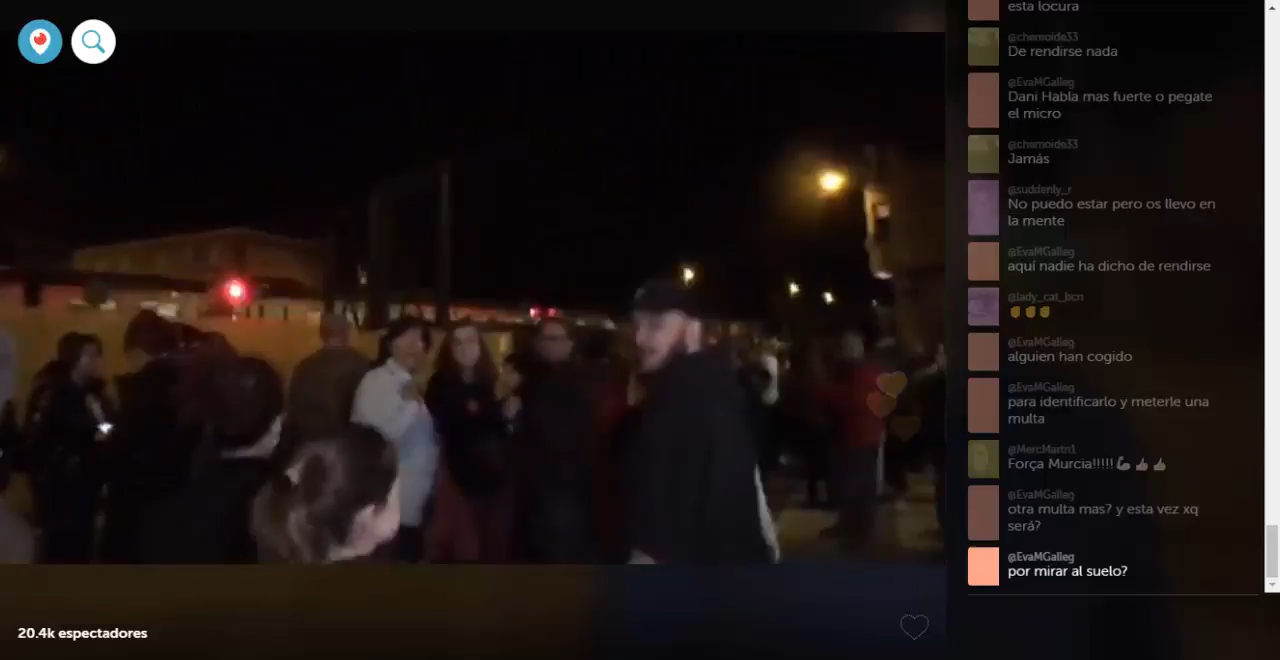 esta locura
@chemoide33
De rendirse nada
@EvaMGalleg
Dani Habla mas fuerte o pegate
el micro
@chemoide33
Jamás
@suddenly_r
No puedo estar pero os llevo en
la mente
@EvaMGalleg
aquí nadie ha dicho de rendirse
@lady_cat_bcn
@EvaMGalleg
alguien han cogido
@EvaMGalleg
para identificarlo y meterle una
multa
@MercMartn1
Força Murcia!!!!!
@EvaMGalleg
otra multa mas? y esta vez xq
será?
@EvaMGalleg
por mirar al suelo?
20.4k espectadores